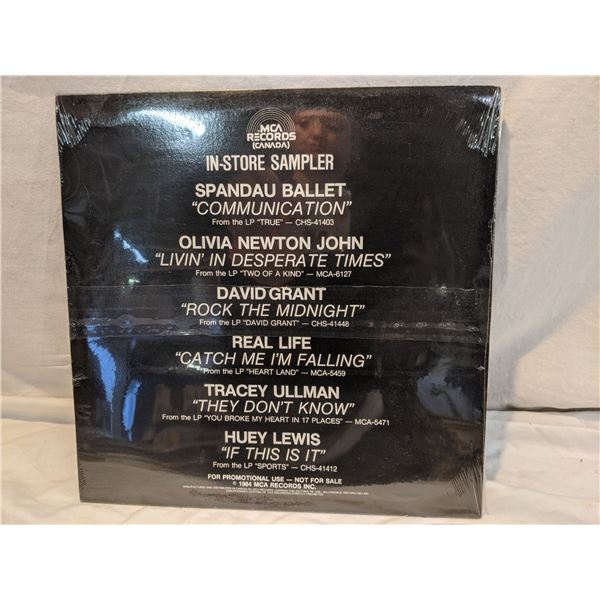 MCA
RECORDS
(CANADA)
IN-STORE SAMPLER
SPANDAU BALLET
"COMMUNICATION"
From the LP "TRUE" — CHS-41403
OLIVIA NEWTON JOHN
"LIVIN' IN DESPERATE TIMES"
From the LP "TWO OF A KIND" — MCA-6127
DAVID GRANT
"ROCK THE MIDNIGHT"
From the LP "DAVID GRANT" — CHS-41448
REAL LIFE
"CATCH ME I'M FALLING"
From the LP "HEART LAND" — MCA-5459
TRACEY ULLMAN
"THEY DON'T KNOW"
From the LP "YOU BROKE MY HEART IN 17 PLACES" — MCA-5471
HUEY LEWIS
"IF THIS IS IT"
From the LP "SPORTS" — CHS-41412
FOR PROMOTIONAL USE — NOT FOR SALE
© 1984 MCA RECORDS INC.